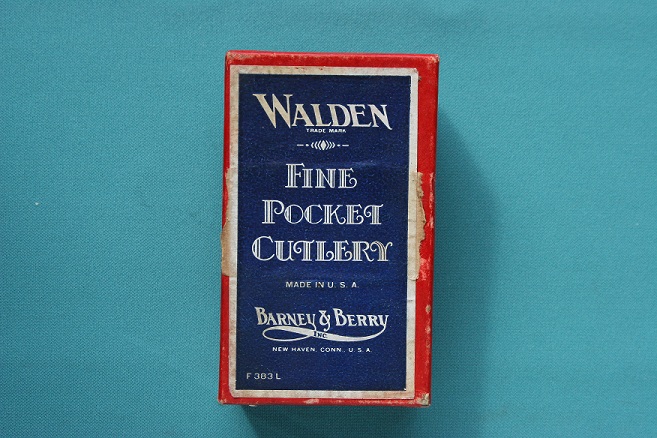 WALDEN
TRADE MARK
FINE
POCKET
CUTLERY
MADE IN U. S. A.
BARNEY & BERRY
INC.
NEW HAVEN, CONN., U. S. A.
F 383 L